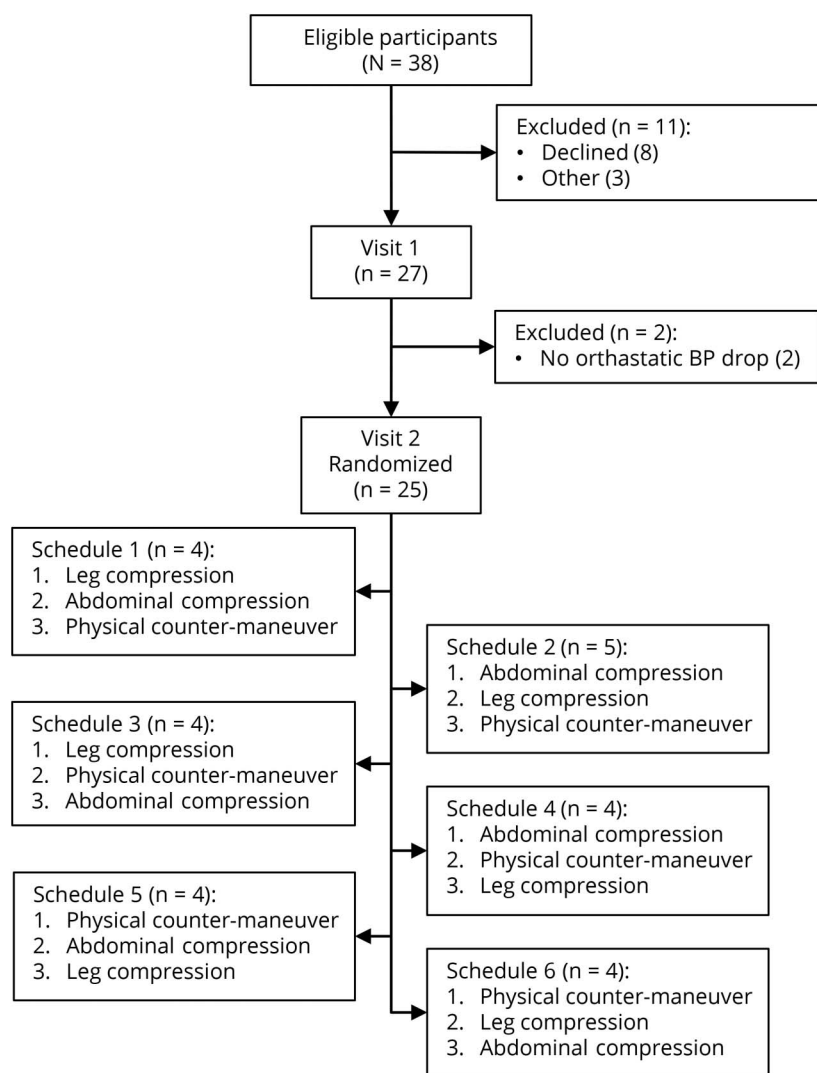 Eligible participants
(N = 38)
Excluded (n = 11):
• Declined (8)
• Other (3)
Visit 1
(n = 27)
Excluded (n = 2):
• No orthastatic BP drop (2)
Visit 2
Randomized
(n = 25)
Schedule 1 (n = 4):
1. Leg compression
2. Abdominal compression
3. Physical counter-maneuver
Schedule 2 (n = 5):
1. Abdominal compression
2. Leg compression
3. Physical counter-maneuver
Schedule 3 (n = 4):
1. Leg compression
2. Physical counter-maneuver
3. Abdominal compression
Schedule 4 (n = 4):
1. Abdominal compression
2. Physical counter-maneuver
3. Leg compression
Schedule 5 (n = 4):
1. Physical counter-maneuver
2. Abdominal compression
3. Leg compression
Schedule 6 (n = 4):
1. Physical counter-maneuver
2. Leg compression
3. Abdominal compression